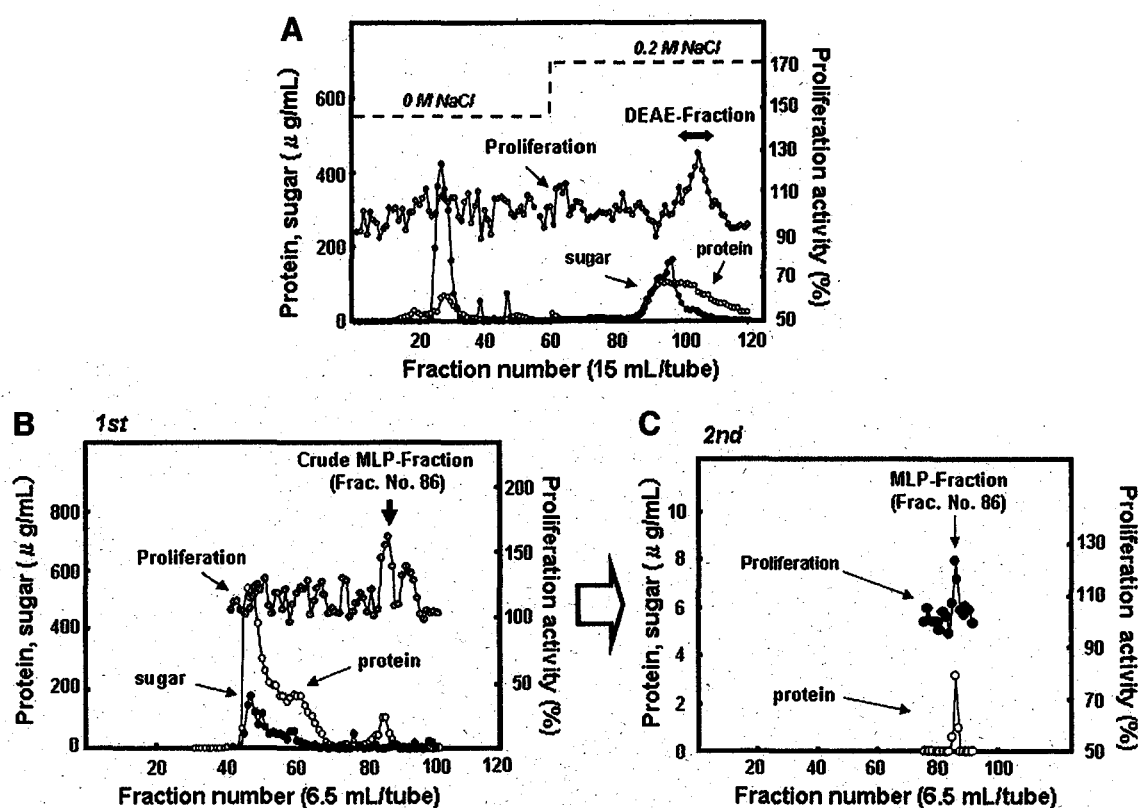 A
0 M NaCl
0.2 M NaCl
DEAE-Fraction
Proliferation
sugar
protein
Protein, sugar ( μ g/mL)
600
400
300
200
0
Proliferation activity (%)
170
150
130
110
90
70
50
20
40
60
80
100
120
Fraction number (15 mL/tube)
B
1st
Crude MLP-Fraction
(Frac. No. 86)
Proliferation
protein
sugar
Protein, sugar ( μ g/mL)
800
600
500
400
200
0
Proliferation activity (%)
200
150
100
50
20
40
60
80
100
120
Fraction number (6.5 mL/tube)
C
2nd
MLP-Fraction
(Frac. No. 86)
Proliferation
protein
Protein, sugar ( μ g/mL)
10
8
6
4
2
0
Proliferation activity (%)
130
110
90
70
50
20
40
60
80
100
Fraction number (6.5 mL/tube)